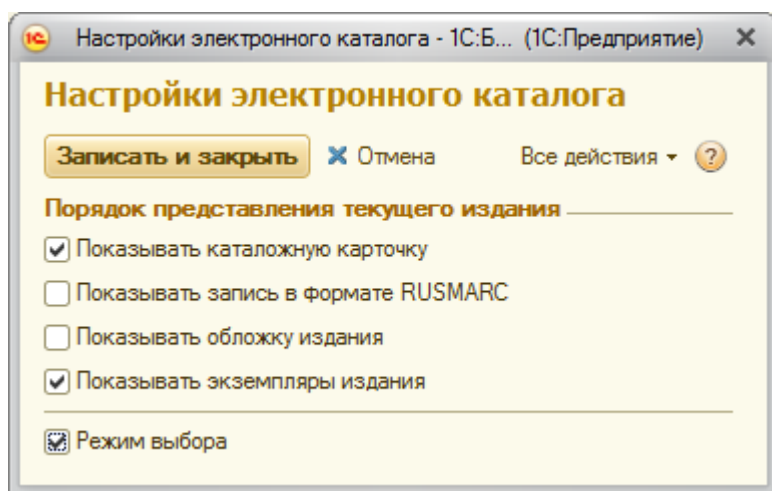 1С Настройки электронного каталога - 1С:Б... (1С:Предприятие)
Настройки электронного каталога
Записать и закрыть Отмена Все действия ?
Порядок представления текущего издания
Показывать каталожную карточку
Показывать запись в формате RUSMARC
Показывать обложку издания
Показывать экземпляры издания
Режим выбора